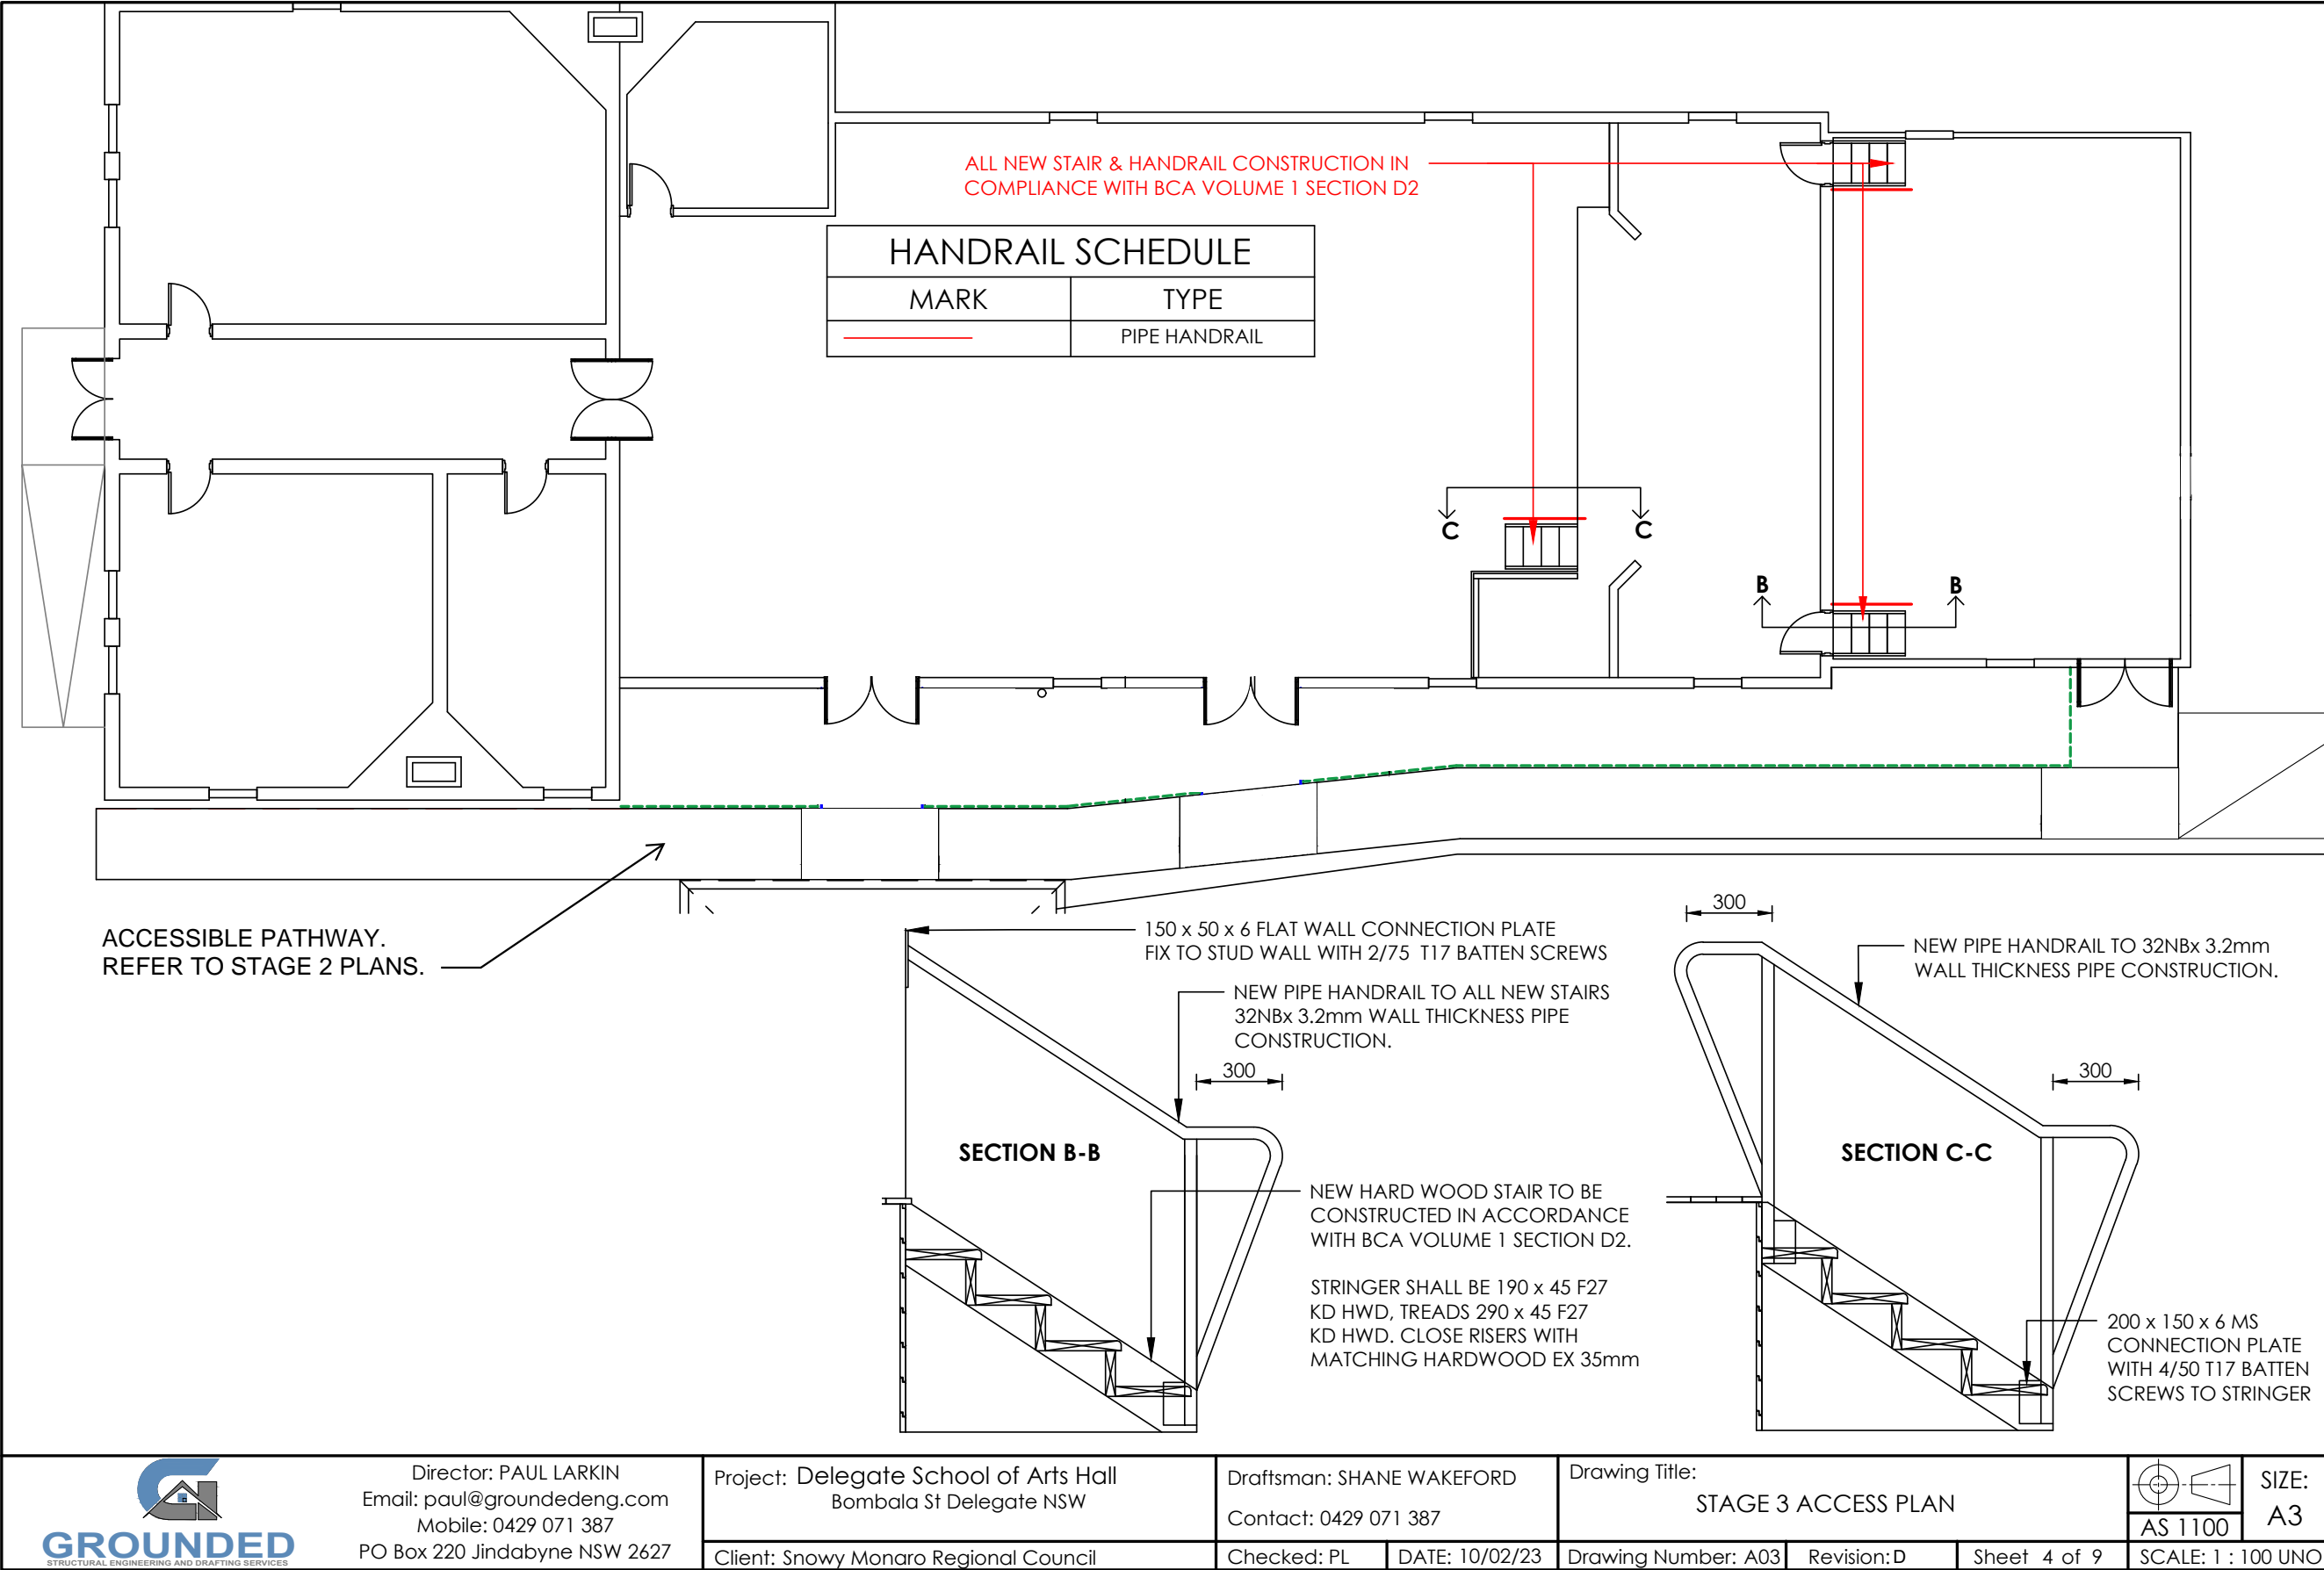 ALL NEW STAIR & HANDRAIL CONSTRUCTION IN
COMPLIANCE WITH BCA VOLUME 1 SECTION D2
HANDRAIL SCHEDULE
MARK
TYPE
PIPE HANDRAIL
C
C
B
B
ACCESSIBLE PATHWAY.
REFER TO STAGE 2 PLANS.
150 x 50 x 6 FLAT WALL CONNECTION PLATE
FIX TO STUD WALL WITH 2/75 T17 BATTEN SCREWS
NEW PIPE HANDRAIL TO ALL NEW STAIRS
32NBx 3.2mm WALL THICKNESS PIPE
CONSTRUCTION.
300
SECTION B-B
NEW HARD WOOD STAIR TO BE
CONSTRUCTED IN ACCORDANCE
WITH BCA VOLUME 1 SECTION D2.
STRINGER SHALL BE 190 x 45 F27
KD HWD, TREADS 290 x 45 F27
KD HWD. CLOSE RISERS WITH
MATCHING HARDWOOD EX 35mm
300
NEW PIPE HANDRAIL TO 32NBx 3.2mm
WALL THICKNESS PIPE CONSTRUCTION.
300
SECTION C-C
200 x 150 x 6 MS
CONNECTION PLATE
WITH 4/50 T17 BATTEN
SCREWS TO STRINGER
GROUNDED
STRUCTURAL ENGINEERING AND DRAFTING SERVICES
Director: PAUL LARKIN
Email: paul@groundedeng.com
Mobile: 0429 071 387
PO Box 220 Jindabyne NSW 2627
Project: Delegate School of Arts Hall
Bombala St Delegate NSW
Client: Snowy Monaro Regional Council
Draftsman: SHANE WAKEFORD
Contact: 0429 071 387
Checked: PL
DATE: 10/02/23
Drawing Title:
STAGE 3 ACCESS PLAN
Drawing Number: A03
Revision: D
Sheet 4 of 9
AS 1100
SIZE:
A3
SCALE: 1 : 100 UNO